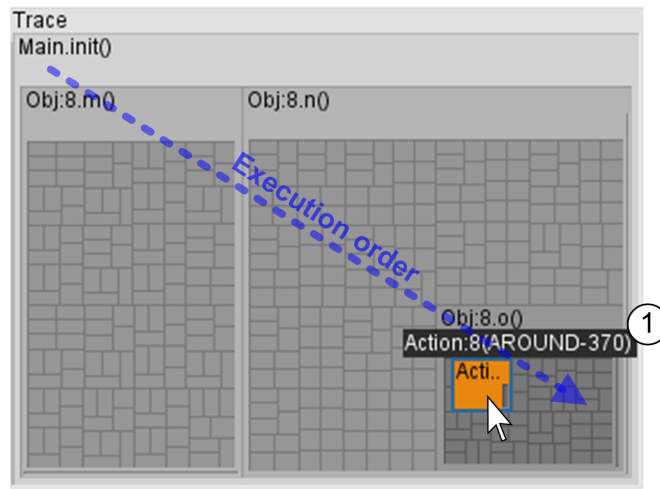 Trace
Main.init()
Obj:8.m()
Obj:8.n()
Execution order
Obj:8.o()
1
Action:8(AROUND-370)
Acti..